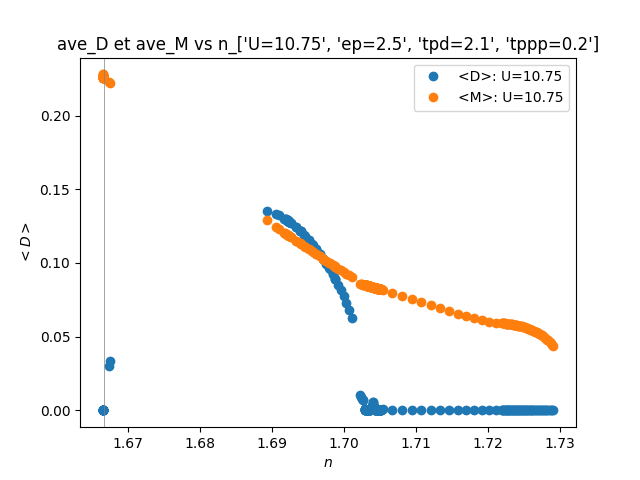 ave_D et ave_M vs n_['U=10.75', 'ep=2.5', 'tpd=2.1', 'tppp=0.2']
<D>: U=10.75
<M>: U=10.75
0.20
0.15
0.10
0.05
0.00
<D>
1.67 1.68 1.69 1.70 1.71 1.72 1.73
n